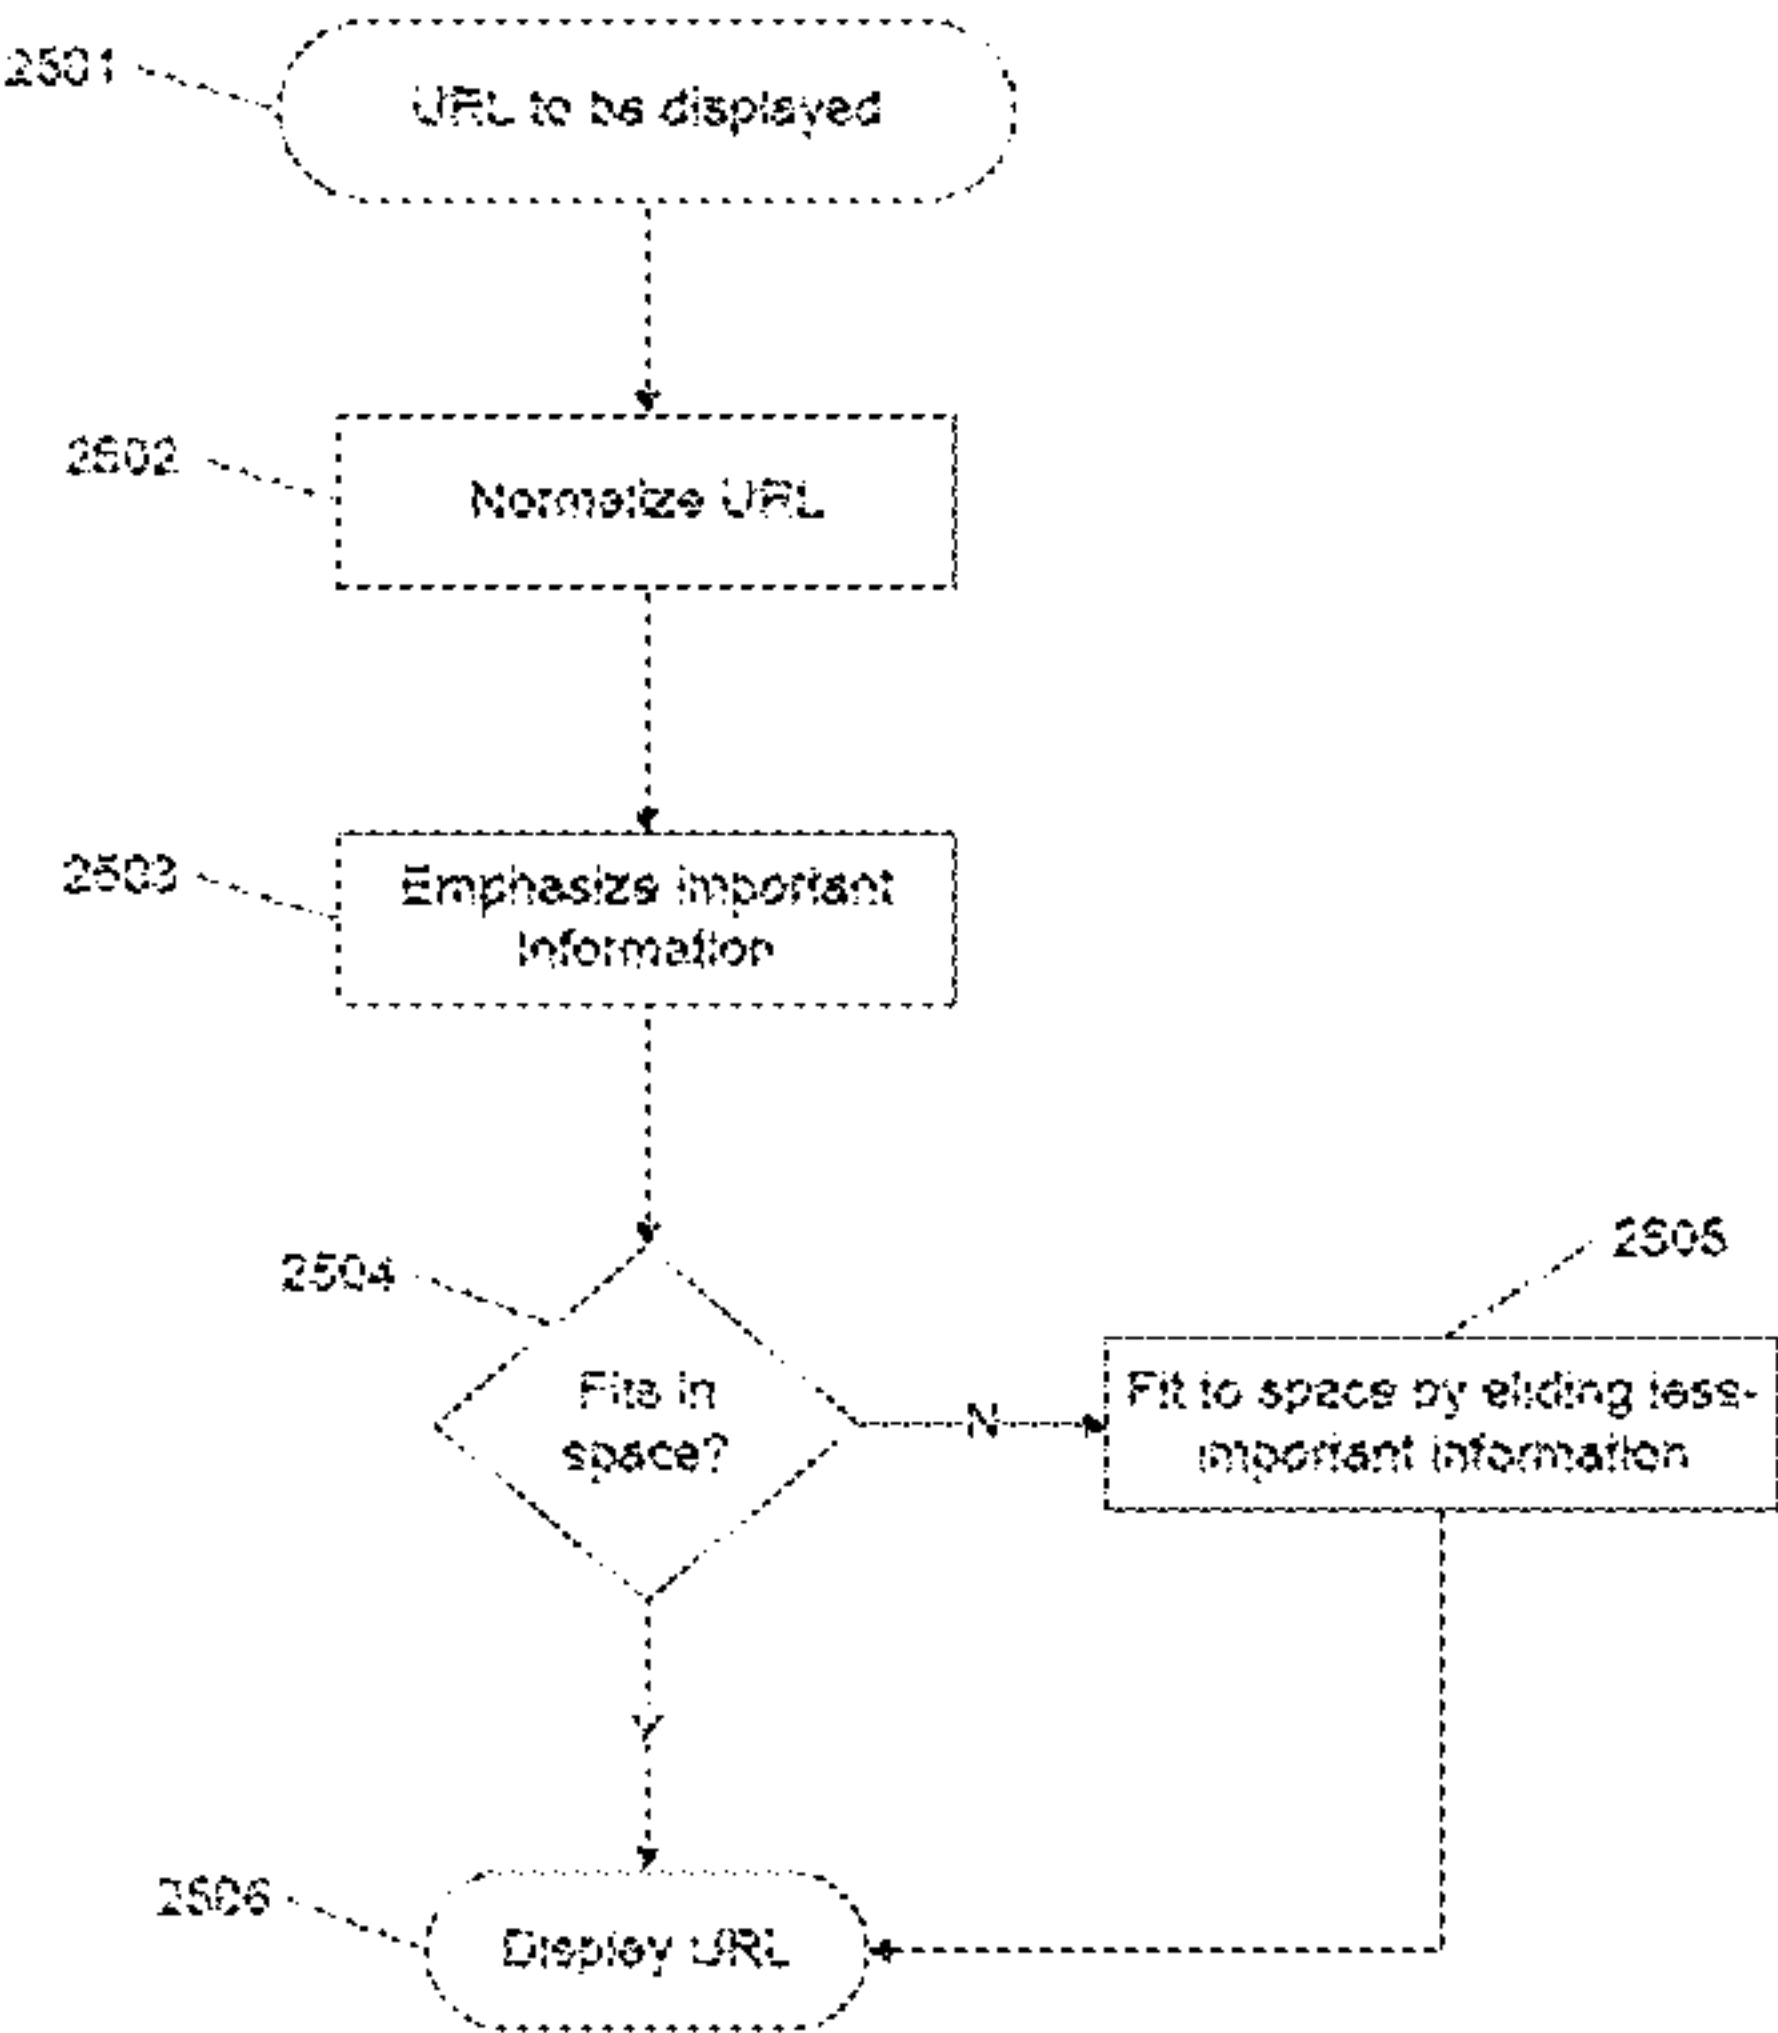 2501
URL to be displayed
2502
Normalize URL
2503
Emphasize important
information
2504
Fits in
space?
N
2505
Fit to space by eliding less-
important information
Y
2506
Display URL